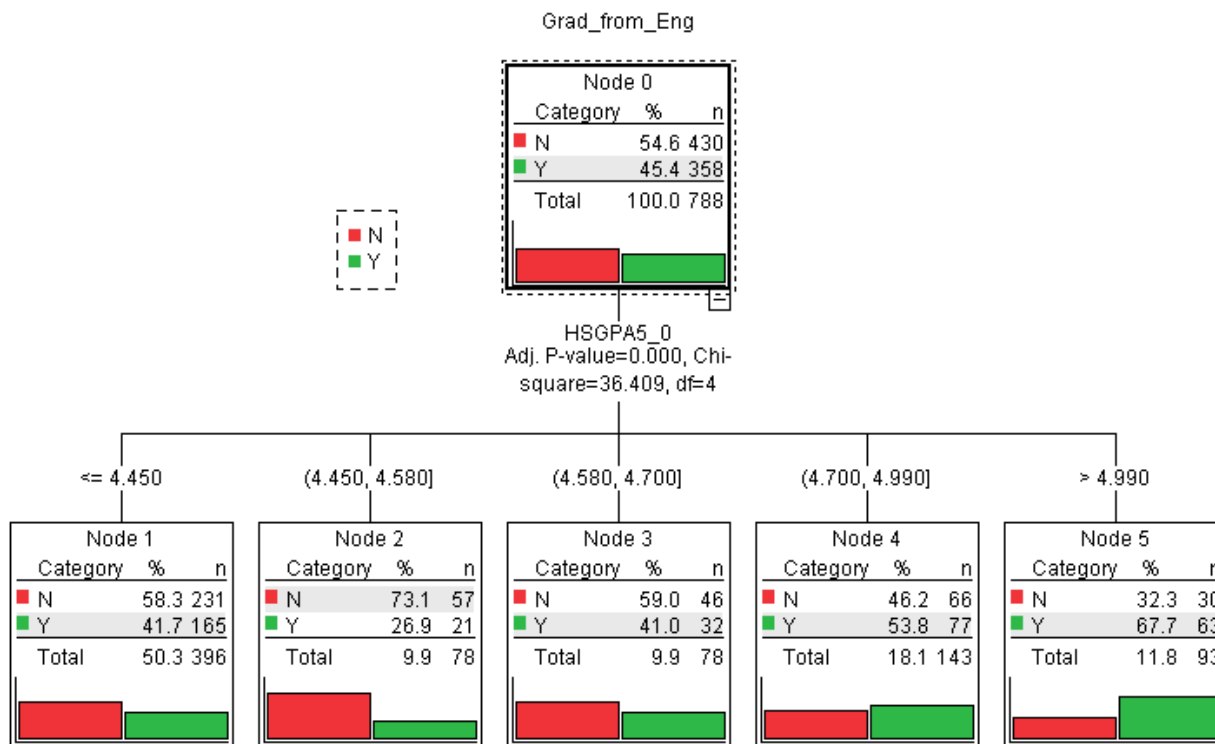 Grad_from_Eng
Node 0
Category % n
N 54.6 430
Y 45.4 358
Total 100.0 788
N
Y
HSGPA5_0
Adj. P-value=0.000, Chi-
square=36.409, df=4
<= 4.450
(4.450, 4.580]
(4.580, 4.700]
(4.700, 4.990]
> 4.990
Node 1
Category % n
N 58.3 231
Y 41.7 165
Total 50.3 396
Node 2
Category % n
N 73.1 57
Y 26.9 21
Total 9.9 78
Node 3
Category % n
N 59.0 46
Y 41.0 32
Total 9.9 78
Node 4
Category % n
N 46.2 66
Y 53.8 77
Total 18.1 143
Node 5
Category % n
N 32.3 30
Y 67.7 63
Total 11.8 93